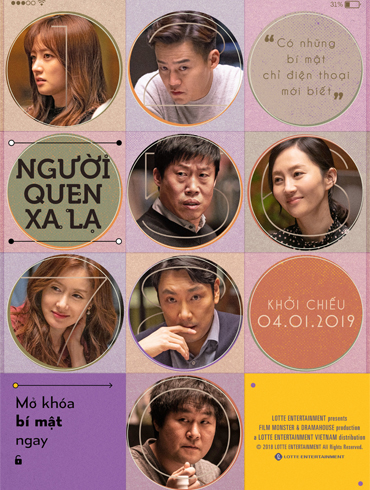 31%
“Có những
bí mật
chỉ điện thoại
mới biết”
NGƯỜI
QUEN
XA LẠ
KHỞI CHIẾU
04.01.2019
Mở khóa
bí mật
ngay
LOTTE ENTERTAINMENT presents
FILM MONSTER & DRAMAHOUSE production
a LOTTE ENTERTAINMENT VIETNAM distribution
© 2018 LOTTE ENTERTAINMENT All Rights Reserved.
LOTTE ENTERTAINMENT